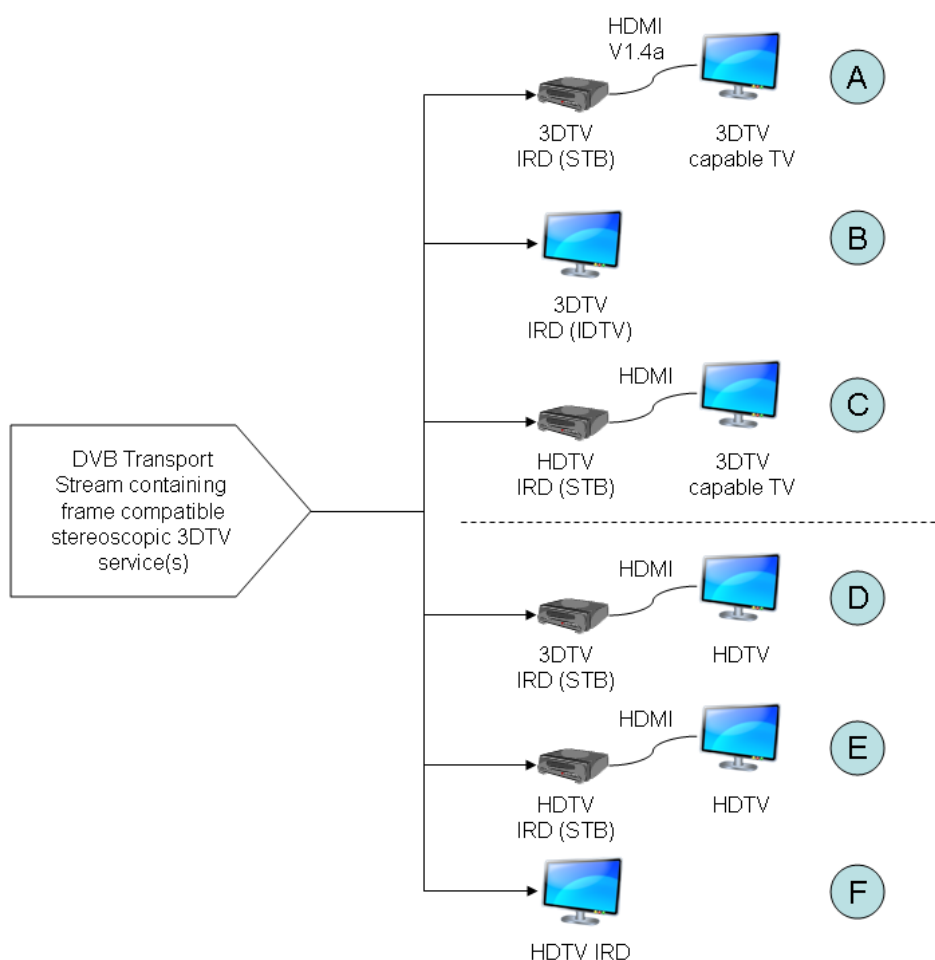 HDMI
V1.4a
A
3DTV
IRD (STB)
3DTV
capable TV
B
3DTV
IRD (IDTV)
HDMI
C
HDTV
IRD (STB)
3DTV
capable TV
DVB Transport
Stream containing
frame compatible
stereoscopic 3DTV
service(s)
HDMI
D
3DTV
IRD (STB)
HDTV
HDMI
E
HDTV
IRD (STB)
HDTV
F
HDTV IRD